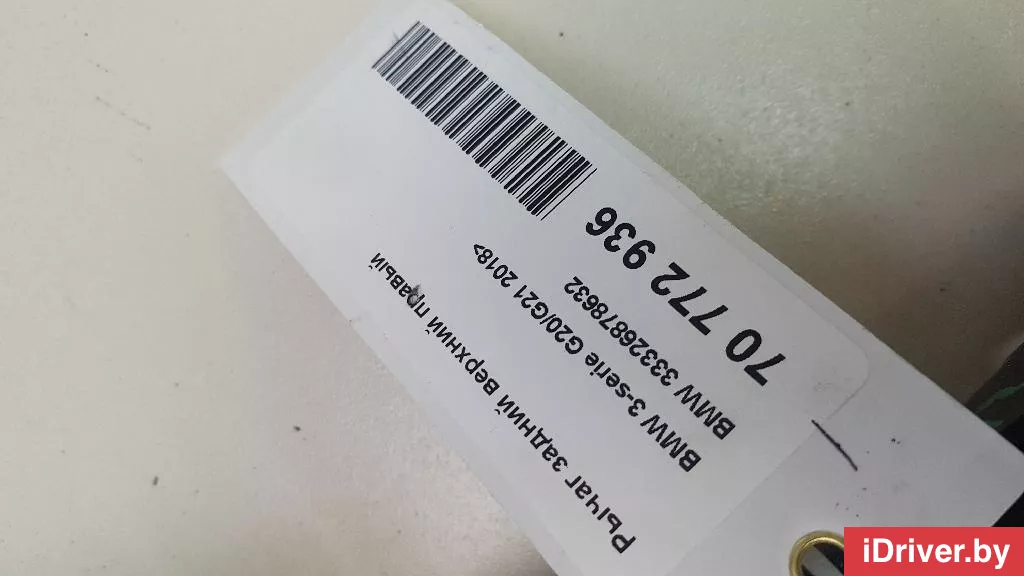 Рычаг задний верхний правый
BMW 3-serie G20/G21 2018>
BMW 33326878632
70 772 936
iDriver.by